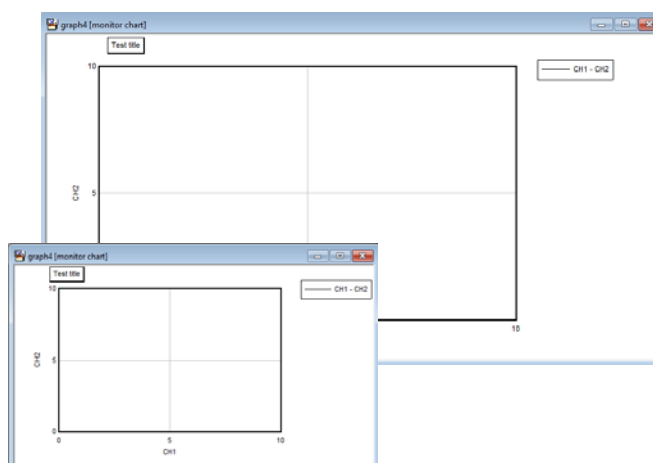 graph4 [monitor chart]
Test title
10
CH1 - CH2
CH2
5
10
graph4 [monitor chart]
Test title
10
CH1 - CH2
CH2
5
0
0 5 10
CH1